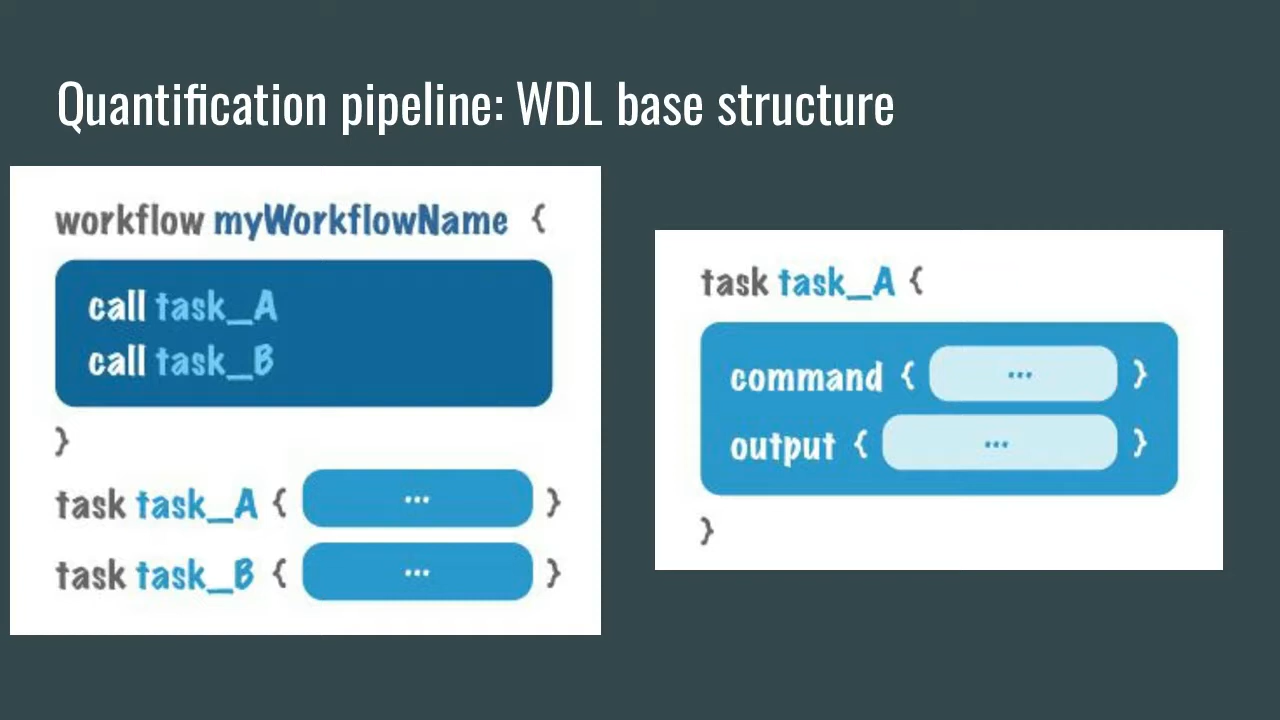 Quantification pipeline: WDL base structure
workflow myWorkflowName {
call task_A
call task_B
}
task task_A { ... }
task task_B { ... }
task task_A {
command { ... }
output { ... }
}